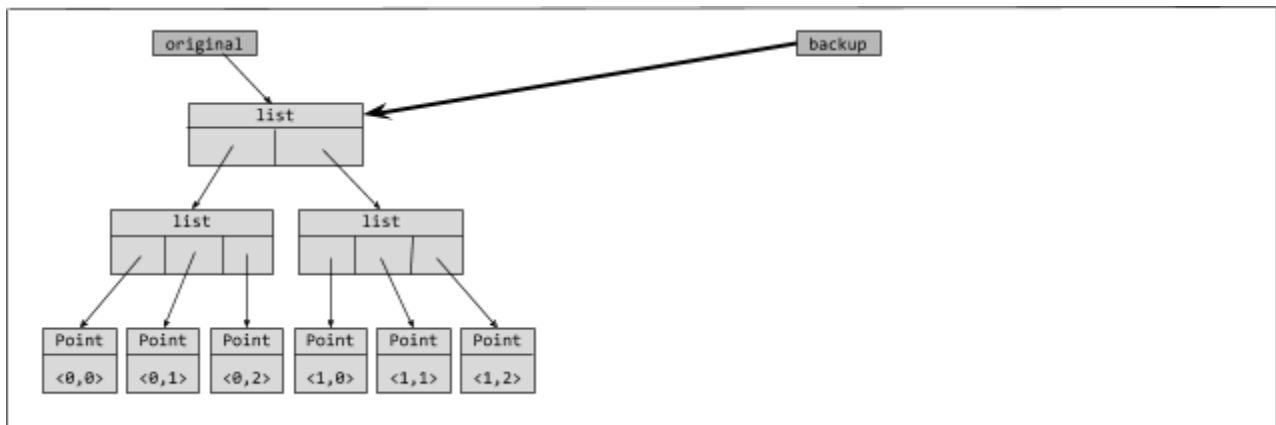 original backup
list
list list
Point Point Point Point Point Point
<0,0> <0,1> <0,2> <1,0> <1,1> <1,2>